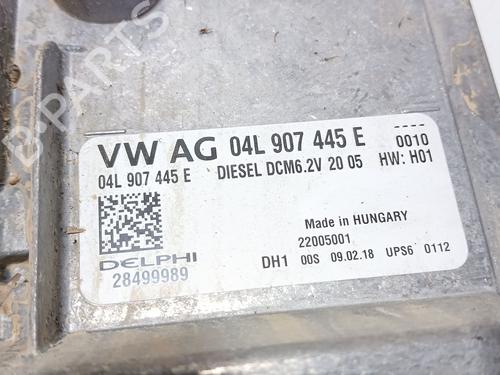 B-PARTS
VW AG 04L 907 445 E 0010
04L 907 445 E DIESEL DCM6.2V 20 05 HW: H01
Made in HUNGARY
22005001
DELPHI
28499989
DH1 00S 09.02.18 UPS6 0112